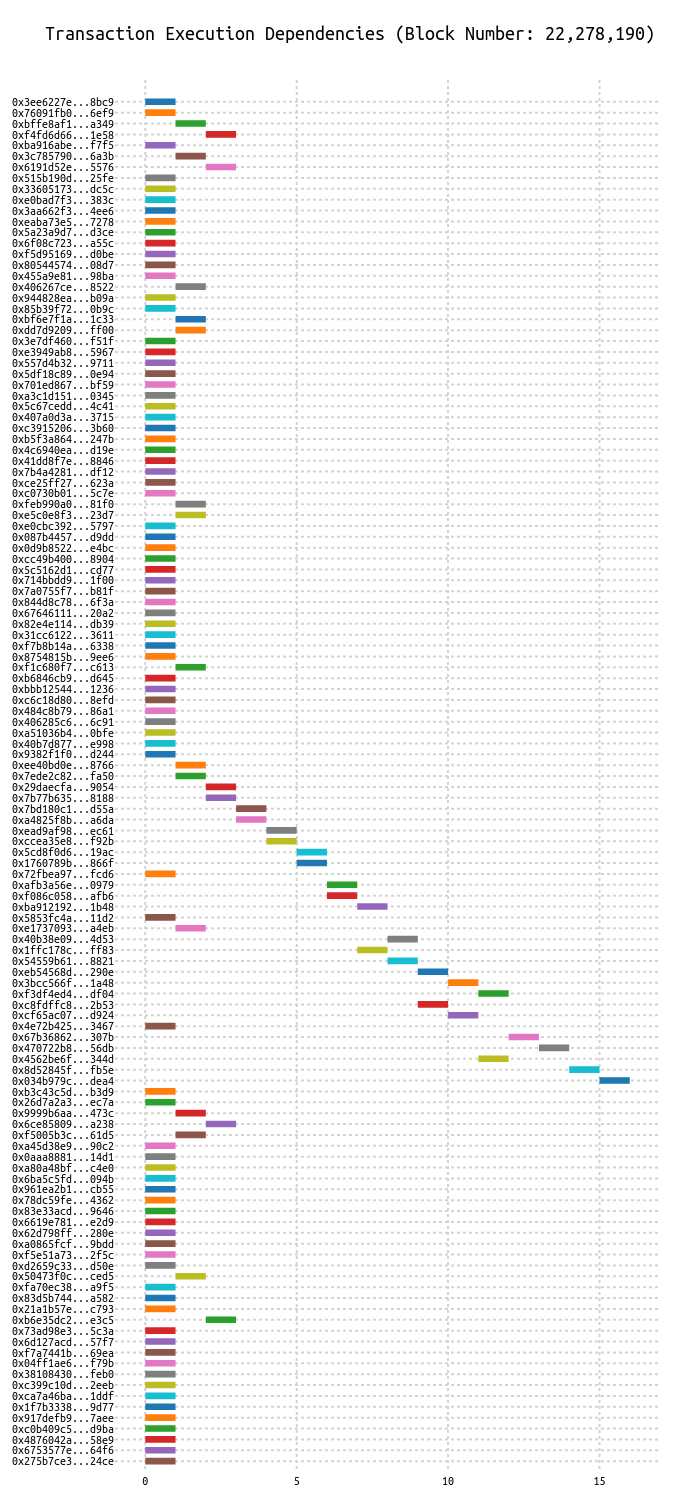 Transaction Execution Dependencies (Block Number: 22,278,190)
0x3ee6227e...8bc9
0x76091fb0...6ef9
0xbffe8af1...a349
0xf4fd6d66...1e58
0xba916abe...f7f5
0x3c785790...6a3b
0x6191d52e...5576
0x515b190d...25fe
0x33605173...dc5c
0xe0bad7f3...383c
0x3aa662f3...4ee6
0xeaba73e5...7278
0x5a23a9d7...d3ce
0x6f08c723...a55c
0xf5d95169...d0be
0x80544574...08d7
0x455a9e81...98ba
0x406267ce...8522
0x944828ea...b09a
0x85b39f72...0b9c
0xbf6e7f1a...1c33
0xdd7d9209...ff00
0x3e7df460...f51f
0xe3949ab8...5967
0x557d4b32...9711
0x5df18c89...0e94
0x701ed867...bf59
0xa3c1d151...0345
0x5c67cedd...4c41
0x407a0d3a...3715
0xc3915206...3b60
0xb5f3a864...247b
0x4c6940ea...d19e
0x41dd8f7e...8846
0x7b4a4281...df12
0xce25ff27...623a
0xc0730b01...5c7e
0xfeb990a0...81f0
0xe5c0e8f3...23d7
0xe0cbc392...5797
0x087b4457...d9dd
0x0d9b8522...e4bc
0xcc49b400...8904
0x5c5162d1...cd77
0x714bbdd9...1f00
0x7a0755f7...b81f
0x844d8c78...6f3a
0x67646111...20a2
0x82e4e114...db39
0x31cc6122...3611
0xf7b8b14a...6338
0x8754815b...9ee6
0xf1c680f7...c613
0xb6846cb9...d645
0xbbb12544...1236
0xc6c18d80...8efd
0x484c8b79...86a1
0x406285c6...6c91
0xa51036b4...0bfe
0x40b7d877...e998
0x9382f1f0...d244
0xee40bd0e...8766
0x7ede2c82...fa50
0x29daecfa...9054
0x7b77b635...8188
0x7bd180c1...d55a
0xa4825f8b...a6da
0xead9af98...ec61
0xccea35e8...f92b
0x5cd8f0d6...19ac
0x1760789b...866f
0x72fbea97...fcd6
0xafb3a56e...0979
0xf086c058...afb6
0xba912192...1b48
0x5853fc4a...11d2
0xe1737093...a4eb
0x40b38e09...4d53
0x1ffc178c...ff83
0x54559b61...8821
0xeb54568d...290e
0x3bcc566f...1a48
0xf3df4ed4...df04
0xc8fdffc8...2b53
0xcf65ac07...d924
0x4e72b425...3467
0x67b36862...307b
0x470722b8...56db
0x4562be6f...344d
0x8d52845f...fb5e
0x034b979c...dea4
0xb3c43c5d...b3d9
0x26d7a2a3...ec7a
0x9999b6aa...473c
0x6ce85809...a238
0xf5005b3c...61d5
0xa45d38e9...90c2
0x0aaa8881...14d1
0xa80a48bf...c4e0
0x6ba5c5fd...094b
0x961ea2b1...cb55
0x78dc59fe...4362
0x83e33acd...9646
0x6619e781...e2d9
0x62d798ff...280e
0xa0865fcf...9bdd
0xf5e51a73...2f5c
0xd2659c33...d50e
0x50473f0c...ced5
0xfa70ec38...a9f5
0x83d5b744...a582
0x21a1b57e...c793
0xb6e35dc2...e3c5
0x73ad98e3...5c3a
0x6d127acd...57f7
0xf7a7441b...69ea
0x04ff1ae6...f79b
0x38108430...feb0
0xc399c10d...2eeb
0xca7a46ba...1ddf
0x1f7b3338...9d77
0x917defb9...7aee
0xc0b409c5...d9ba
0x4876042a...58e9
0x6753577e...64f6
0x275b7ce3...24ce
0 5 10 15